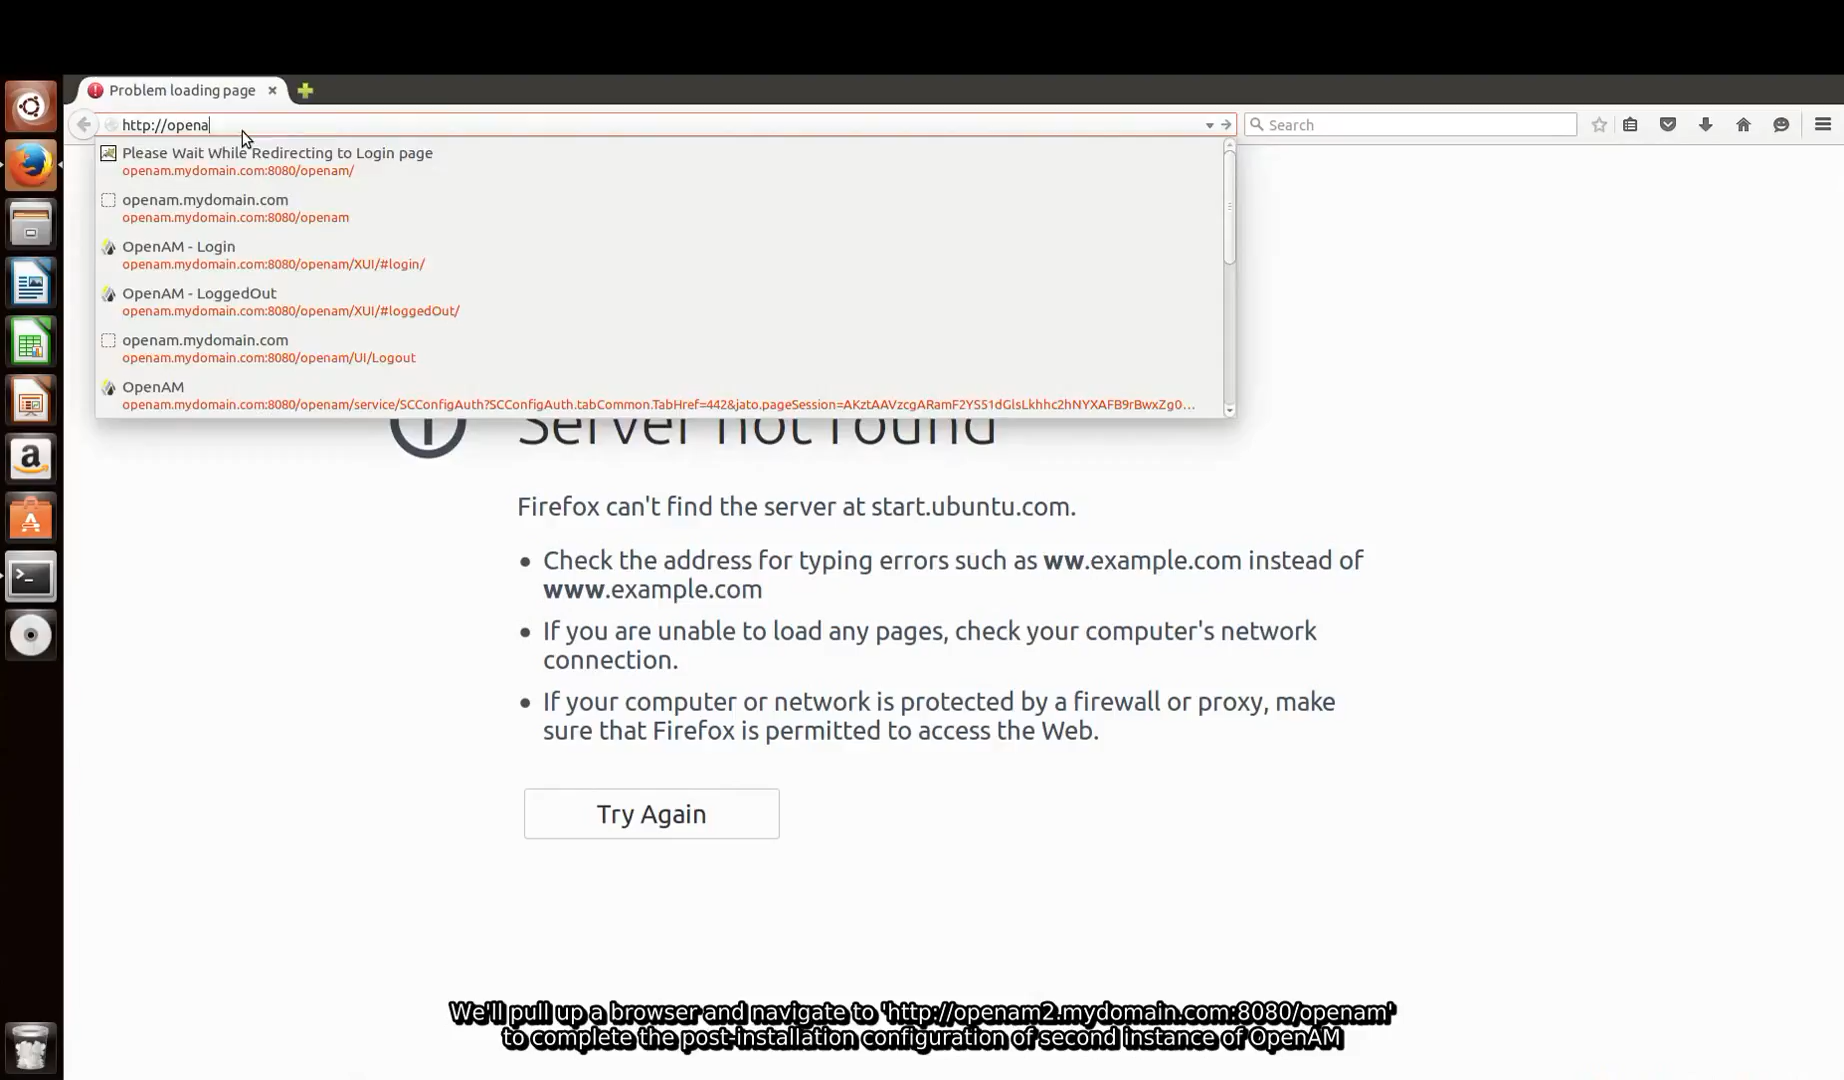 Problem loading page
http://opena
Search
Please Wait While Redirecting to Login page
openam.mydomain.com:8080/openam/
openam.mydomain.com
openam.mydomain.com:8080/openam
OpenAM - Login
openam.mydomain.com:8080/openam/XUI/#login/
OpenAM - LoggedOut
openam.mydomain.com:8080/openam/XUI/#loggedOut/
openam.mydomain.com
openam.mydomain.com:8080/openam/UI/Logout
OpenAM
openam.mydomain.com:8080/openam/service/SCConfigAuth?SCConfigAuth.tabCommon.TabHref=442&jato.pageSession=AKztAAVzcgARamF2YS51dGlsLkhhc2hNYXAFB9rBwxZg0...
Server not found
Firefox can't find the server at start.ubuntu.com.
• Check the address for typing errors such as ww.example.com instead of
www.example.com
• If you are unable to load any pages, check your computer's network
connection.
• If your computer or network is protected by a firewall or proxy, make
sure that Firefox is permitted to access the Web.
Try Again
We'll pull up a browser and navigate to 'http://openam2.mydomain.com:8080/openam'
to complete the post-installation configuration of second instance of OpenAM